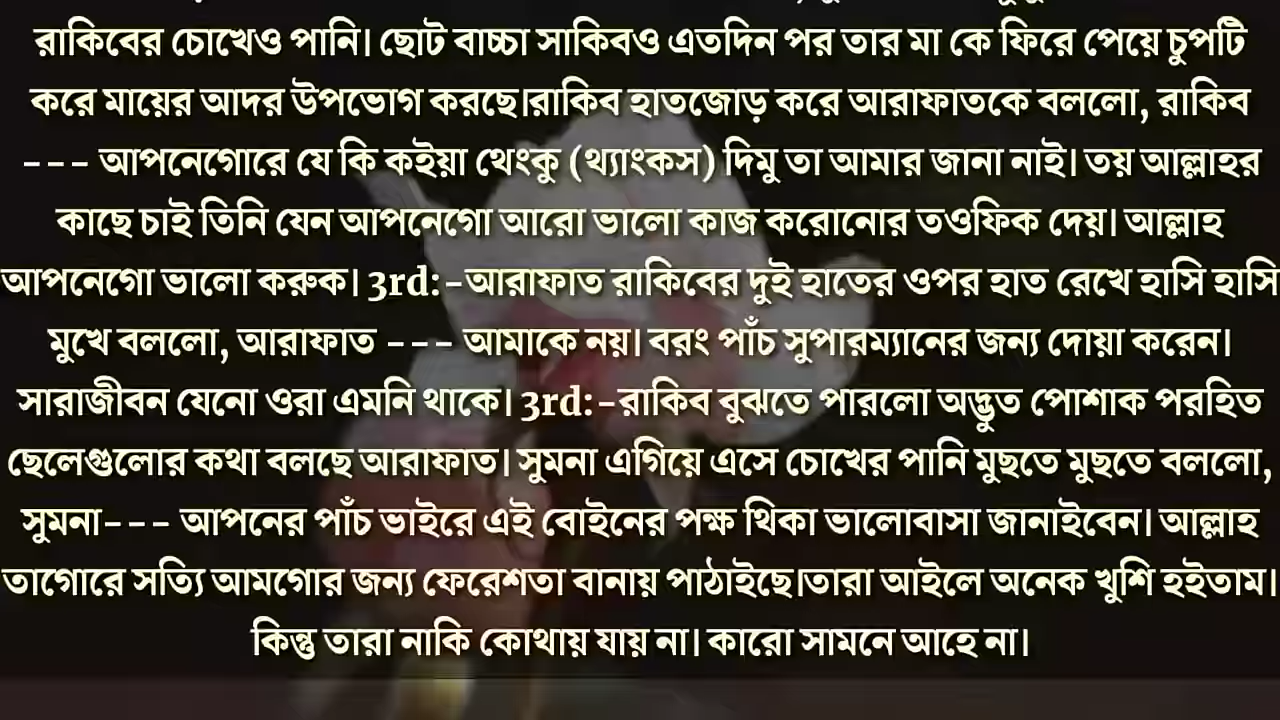 রাকিবের চোখেও পানি। ছোট বাচ্চা সাকিবও এতদিন পর তার মা কে ফিরে পেয়ে চুপটি
করে মায়ের আদর উপভোগ করছে।রাকিব হাতজোড় করে আরাফাতকে বললো, রাকিব
--- আপনেগোরে যে কি কইয়া থেংকু (থ্যাংকস) দিমু তা আমার জানা নাই। তয় আল্লাহর
কাছে চাই তিনি যেন আপনেগো আরো ভালো কাজ করোনোর তওফিক দেয়। আল্লাহ
আপনেগো ভালো করুক। 3rd:-আরাফাত রাকিবের দুই হাতের ওপর হাত রেখে হাসি হাসি
মুখে বললো, আরাফাত --- আমাকে নয়। বরং পাঁচ সুপারম্যানের জন্য দোয়া করেন।
সারাজীবন যেনো ওরা এমনি থাকে। 3rd:-রাকিব বুঝতে পারলো অদ্ভুত পোশাক পরহিত
ছেলেগুলোর কথা বলছে আরাফাত। সুমনা এগিয়ে এসে চোখের পানি মুছতে মুছতে বললো,
সুমনা--- আপনের পাঁচ ভাইরে এই বোইনের পক্ষ থিকা ভালোবাসা জানাইবেন। আল্লাহ
তাগোরে সত্যি আমগোর জন্য ফেরেশতা বানায় পাঠাইছে।তারা আইলে অনেক খুশি হইতাম।
কিন্তু তারা নাকি কোথায় যায় না। কারো সামনে আহে না।